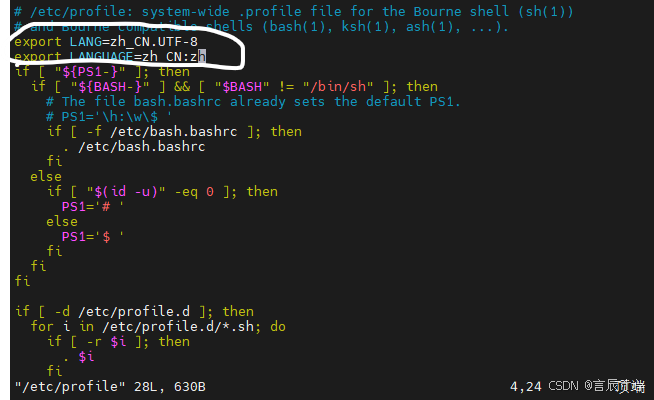 # /etc/profile: system-wide .profile file for the Bourne shell (sh(1))
# and Bourne compatible shells (bash(1), ksh(1), ash(1), ...).
export LANG=zh_CN.UTF-8
export LANGUAGE=zh_CN:zh
if [ "${PS1-}" ]; then
  if [ "${BASH-}" ] && [ "$BASH" != "/bin/sh" ]; then
    # The file bash.bashrc already sets the default PS1.
    # PS1='\h:\w\$ '
    if [ -f /etc/bash.bashrc ]; then
      . /etc/bash.bashrc
    fi
  else
    if [ "$(id -u)" -eq 0 ]; then
      PS1='# '
    else
      PS1='$ '
    fi
  fi
fi
if [ -d /etc/profile.d ]; then
  for i in /etc/profile.d/*.sh; do
    if [ -r $i ]; then
      . $i
    fi
"/etc/profile" 28L, 630B 4,24 顶端
CSDN @言辰